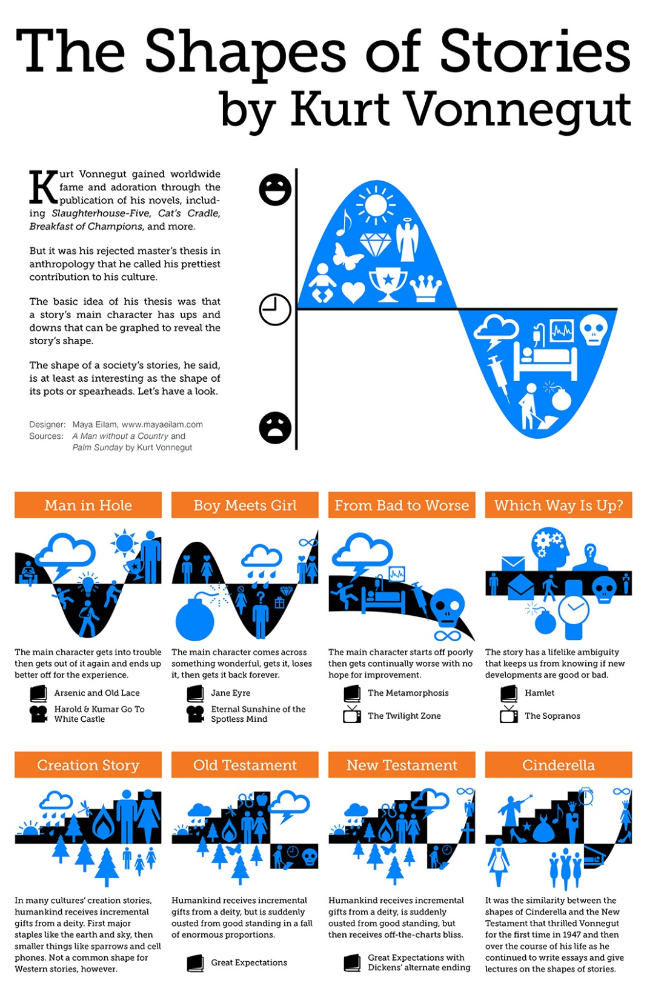 The Shapes of Stories
by Kurt Vonnegut
Kurt Vonnegut gained worldwide
fame and adoration through the
publication of his novels, includ-
ing Slaughterhouse-Five, Cat's Cradle,
Breakfast of Champions, and more.
But it was his rejected master's thesis in
anthropology that he called his prettiest
contribution to his culture.
The basic idea of his thesis was that
a story's main character has ups and
downs that can be graphed to reveal the
story's shape.
The shape of a society's stories, he said,
is at least as interesting as the shape of
its pots or spearheads. Let's have a look.
Designer: Maya Eilam, www.mayaeilam.com
Sources: A Man without a Country and
Palm Sunday by Kurt Vonnegut
Man in Hole
The main character gets into trouble
then gets out of it again and ends up
better off for the experience.
Arsenic and Old Lace
Harold & Kumar Go To
White Castle
Boy Meets Girl
?
The main character comes across
something wonderful, gets it, loses
it, then gets it back forever.
Jane Eyre
Eternal Sunshine of the
Spotless Mind
From Bad to Worse
The main character starts off poorly
then gets continually worse with no
hope for improvement.
The Metamorphosis
The Twilight Zone
Which Way Is Up?
?
The story has a lifelike ambiguity
that keeps us from knowing if new
developments are good or bad.
Hamlet
The Sopranos
Creation Story
In many cultures' creation stories,
humankind receives incremental
gifts from a deity. First major
staples like the earth and sky, then
smaller things like sparrows and cell
phones. Not a common shape for
Western stories, however.
Old Testament
Humankind receives incremental
gifts from a deity, but is suddenly
ousted from good standing in a fall
of enormous proportions.
Great Expectations
New Testament
Humankind receives incremental
gifts from a deity, is suddenly
ousted from good standing, but
then receives off-the-charts bliss.
Great Expectations with
Dickens' alternate ending
Cinderella
It was the similarity between the
shapes of Cinderella and the New
Testament that thrilled Vonnegut
for the first time in 1947 and then
over the course of his life as he
continued to write essays and give
lectures on the shapes of stories.